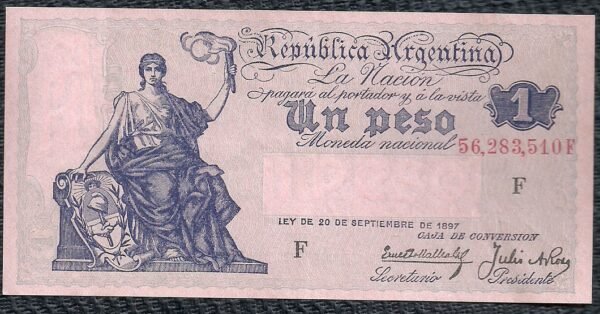 República Argentina
La Nación
pagará al portador y á la vista
Un peso
1
Moneda nacional
56,283,510F
F
LEY DE 20 DE SEPTIEMBRE DE 1897
CAJA DE CONVERSION
F
Secretario
Presidente